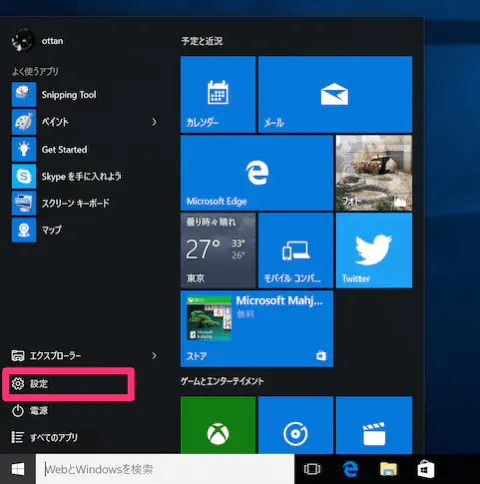 ottan
よく使うアプリ
Snipping Tool
ペイント
Get Started
Skype を手に入れよう
スクリーン キーボード
マップ
エクスプローラー
設定
電源
すべてのアプリ
予定と近況
カレンダー
メール
Microsoft Edge
フォト
曇り時々晴れ
27° 33°
26°
東京
モバイル コンパ...
Twitter
Microsoft Mahj...
無料
ストア
ゲームとエンターテイメント
WebとWindowsを検索